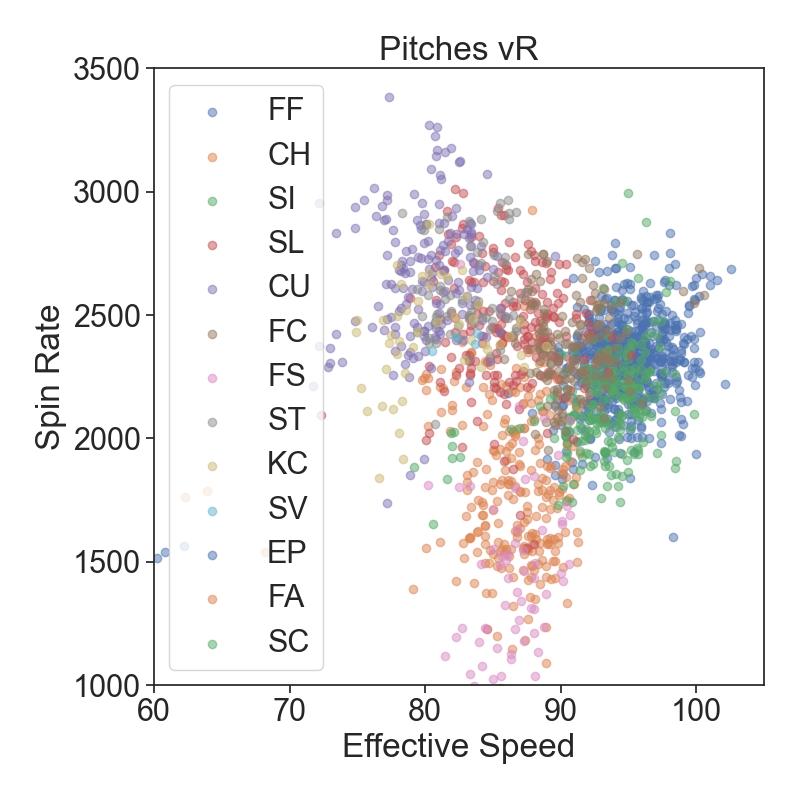 Pitches vR
3500
3000
2500
2000
1500
1000
Spin Rate
FF
CH
SI
SL
CU
FC
FS
ST
KC
SV
EP
FA
SC
60 70 80 90 100
Effective Speed